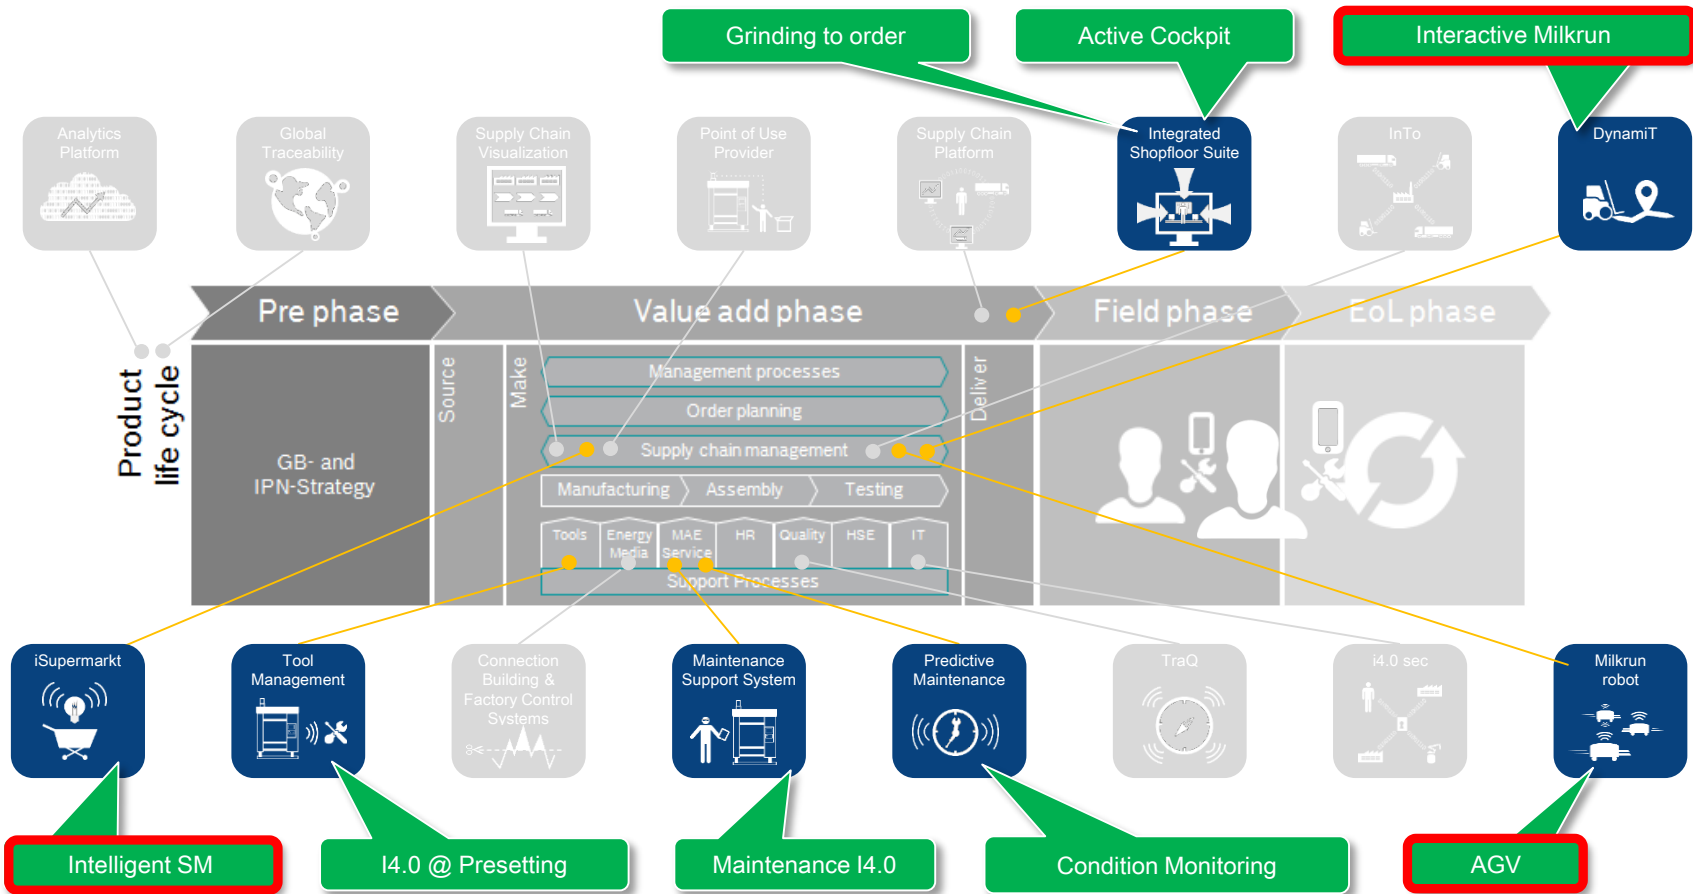 Grinding to order
Active Cockpit
Interactive Milkrun
Analytics
Platform
Global
Traceability
Supply Chain
Visualization
Point of Use
Provider
Supply Chain
Platform
Integrated
Shopfloor Suite
InTo
DynamiT
Pre phase
Value add phase
Field phase
EoL phase
Product
life cycle
GB- and
IPN-Strategy
Source
Make
Management processes
Order planning
Supply chain management
Manufacturing
Assembly
Testing
Tools
Energy
Media
MAE
Service
HR
Quality
HSE
IT
Support Processes
Deliver
iSupermarkt
Tool
Management
Connection
Building &
Factory Control
Systems
Maintenance
Support System
Predictive
Maintenance
TraQ
i4.0 sec
Milkrun
robot
Intelligent SM
I4.0 @ Presetting
Maintenance I4.0
Condition Monitoring
AGV